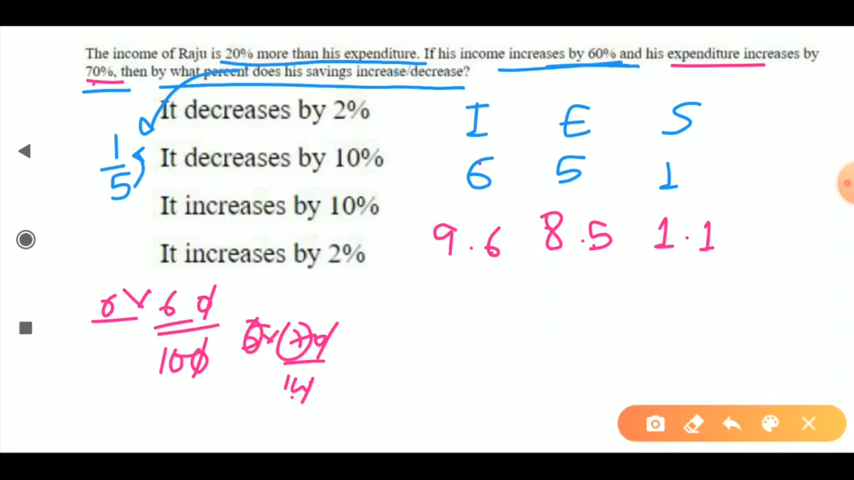 The income of Raju is 20% more than his expenditure. If his income increases by 60% and his expenditure increases by
70%, then by what percent does his savings increase/decrease?
It decreases by 2%
I E S
1/5
It decreases by 10%
6 5 1
It increases by 10%
9.6 8.5 1.1
It increases by 2%
6 × 60
100